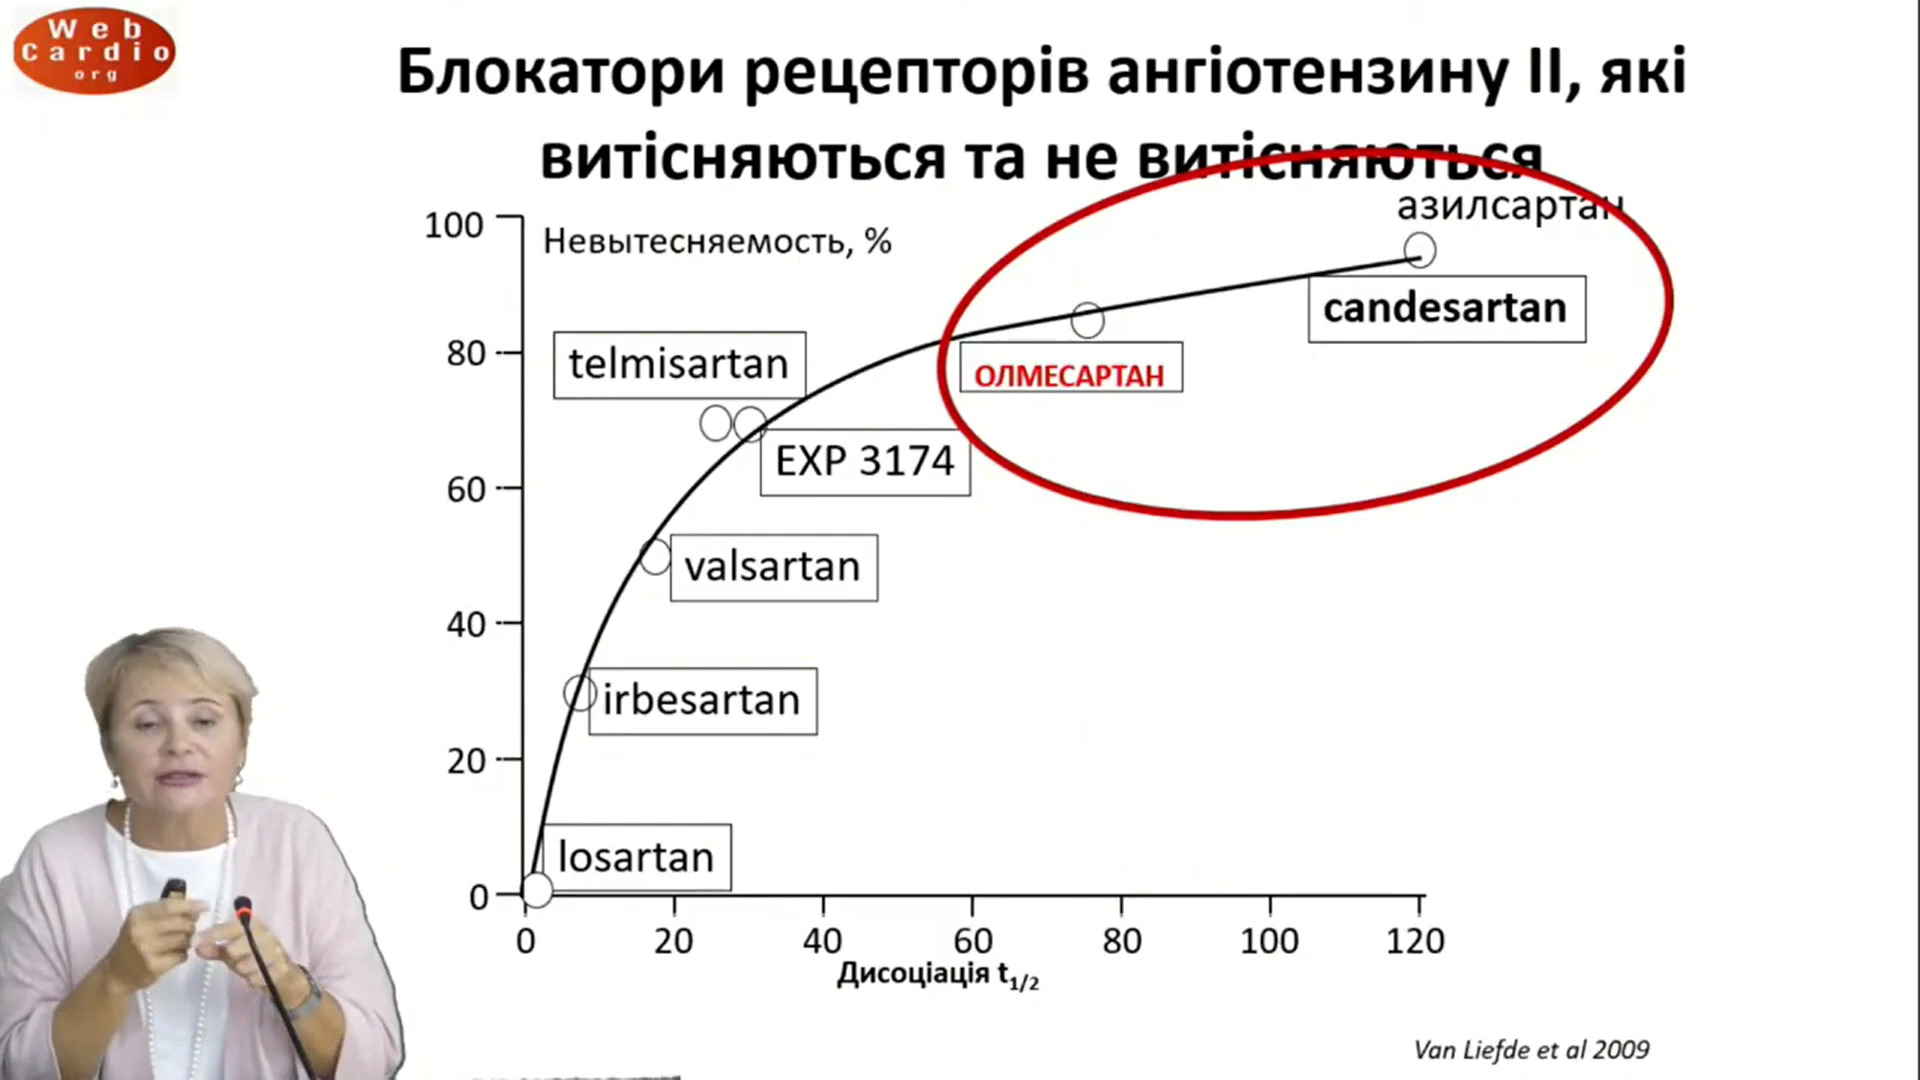 Web
Cardio
org
Блокатори рецепторів ангіотензину II, які
витісняються та не витісняються
азилсартан
100
Невытесняемость, %
candesartan
80
telmisartan
ОЛМЕСАРТАН
EXP 3174
60
valsartan
40
irbesartan
20
losartan
0
0 20 40 60 80 100 120
Дисоціація t1/2
Van Liefde et al 2009